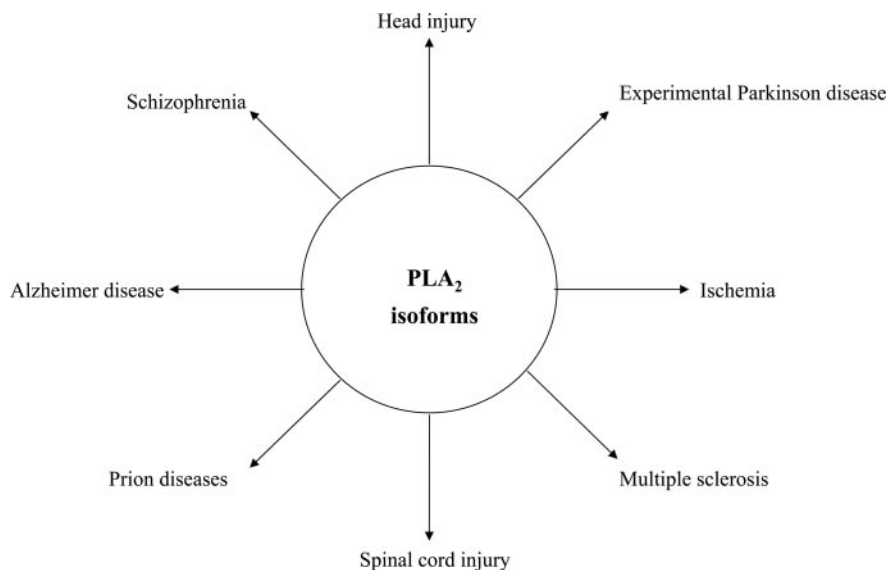 Head injury
Schizophrenia
Experimental Parkinson disease
Alzheimer disease
PLA₂
isoforms
Ischemia
Prion diseases
Multiple sclerosis
Spinal cord injury